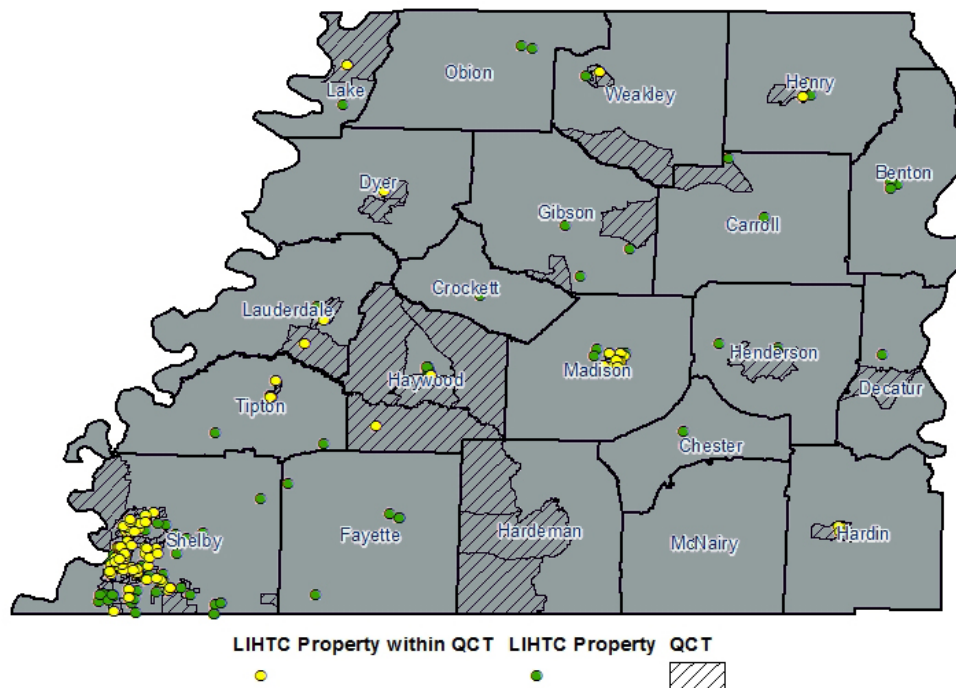 Obion
Lake
Weakley
Henry
Benton
Dyer
Gibson
Carroll
Crockett
Lauderdale
Henderson
Madison
Haywood
Decatur
Tipton
Chester
Shelby
Fayette
Hardeman
McNairy
Hardin
LIHTC Property within QCT LIHTC Property QCT